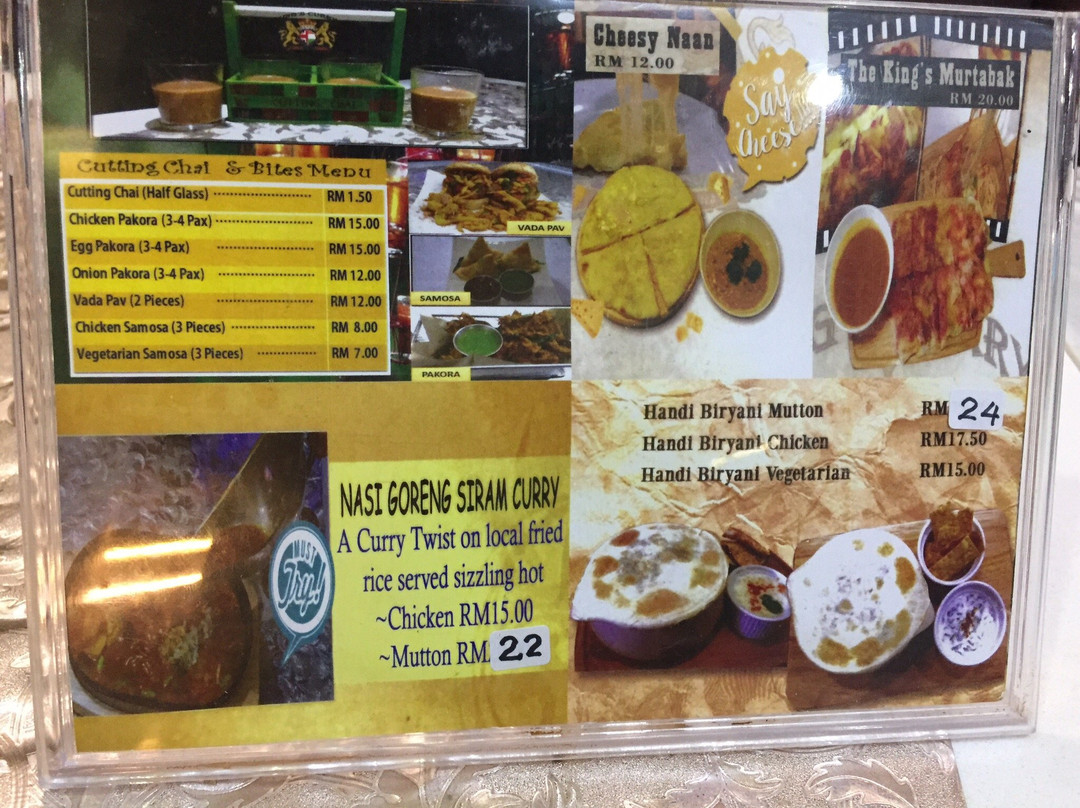 CUTTING CHAI
Cutting Chai & Bites Menu
Cutting Chai (Half Glass) RM 1.50
Chicken Pakora (3-4 Pax) RM 15.00
Egg Pakora (3-4 Pax) RM 15.00
Onion Pakora (3-4 Pax) RM 12.00
Vada Pav (2 Pieces) RM 12.00
Chicken Samosa (3 Pieces) RM 8.00
Vegetarian Samosa (3 Pieces) RM 7.00
VADA PAV
SAMOSA
PAKORA
Cheesy Naan
RM 12.00
Say
Cheese
The King's Murtabak
RM 20.00
MUST
Try!
NASI GORENG SIRAM CURRY
A Curry Twist on local fried
rice served sizzling hot
~Chicken RM15.00
~Mutton RM 22
Handi Biryani Mutton RM 24
Handi Biryani Chicken RM17.50
Handi Biryani Vegetarian RM15.00